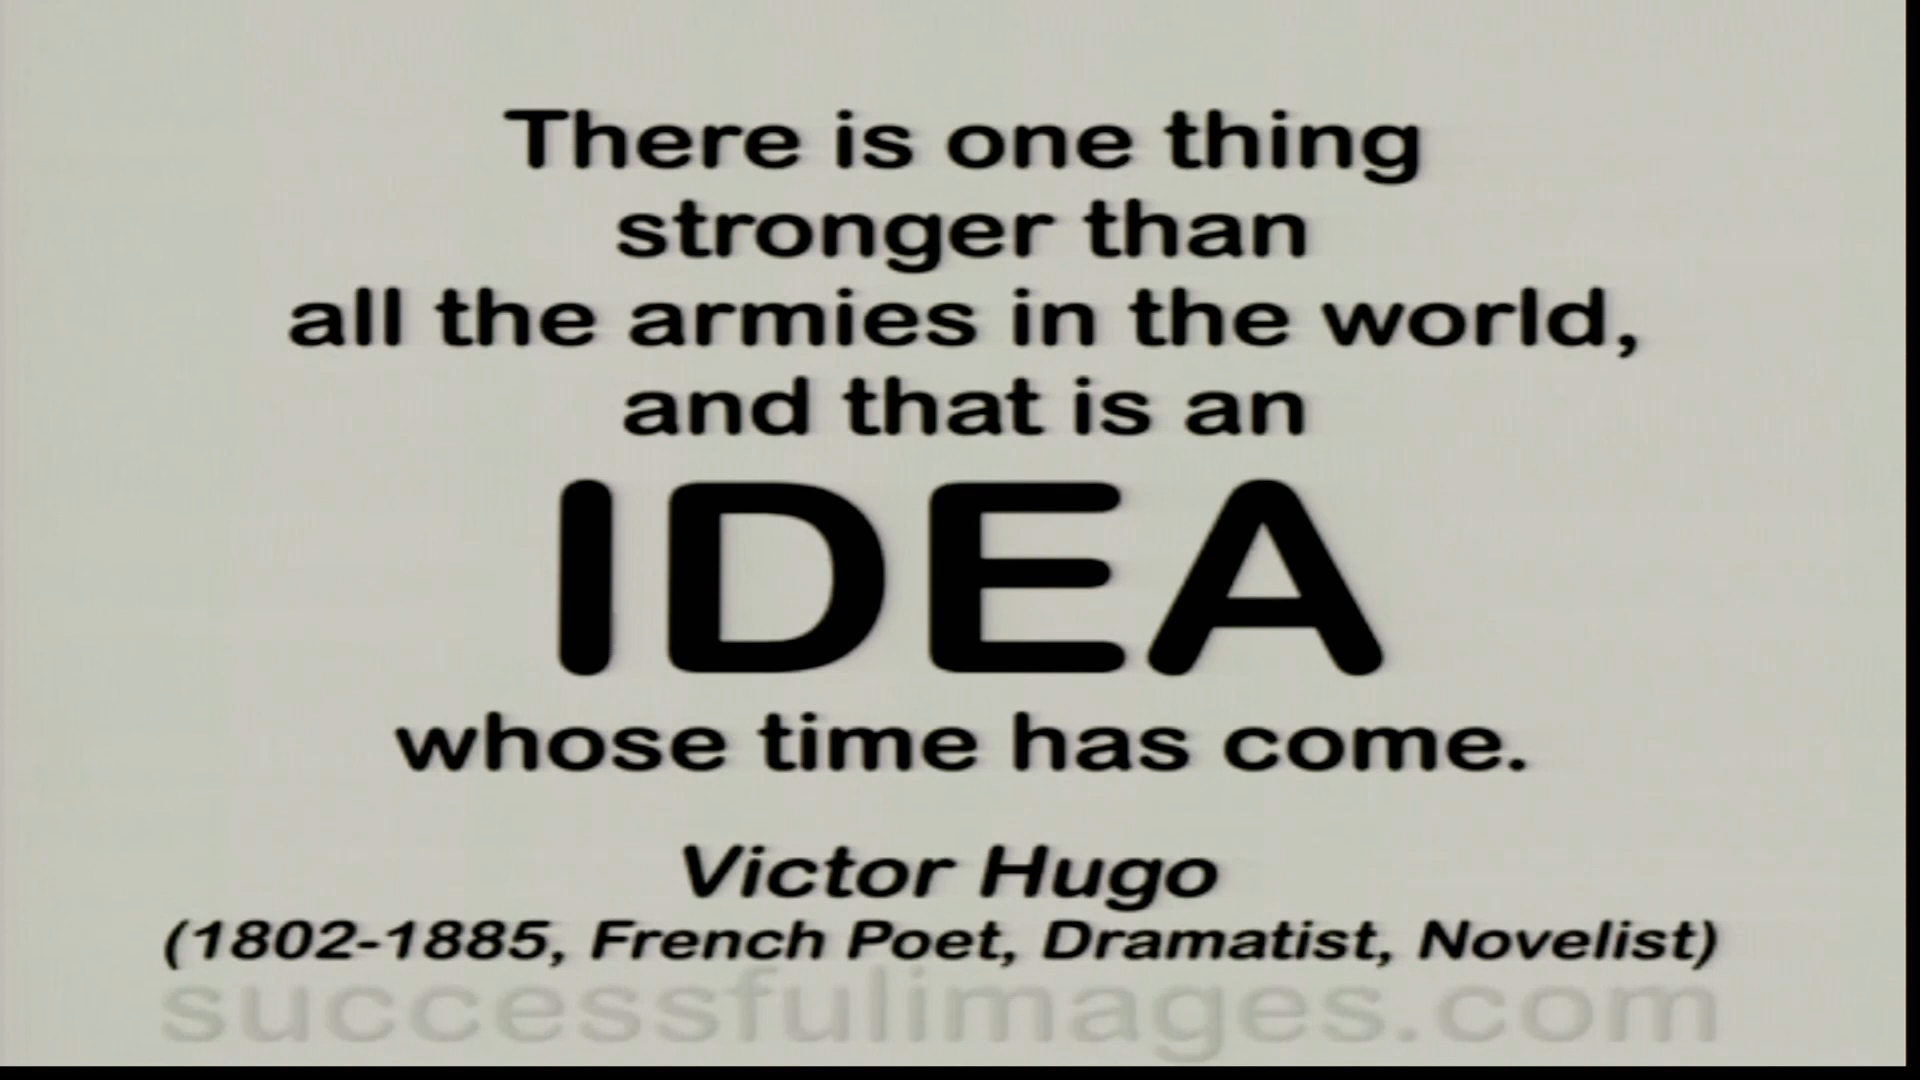 There is one thing
stronger than
all the armies in the world,
and that is an
IDEA
whose time has come.
Victor Hugo
(1802-1885, French Poet, Dramatist, Novelist)
successfulimages.com